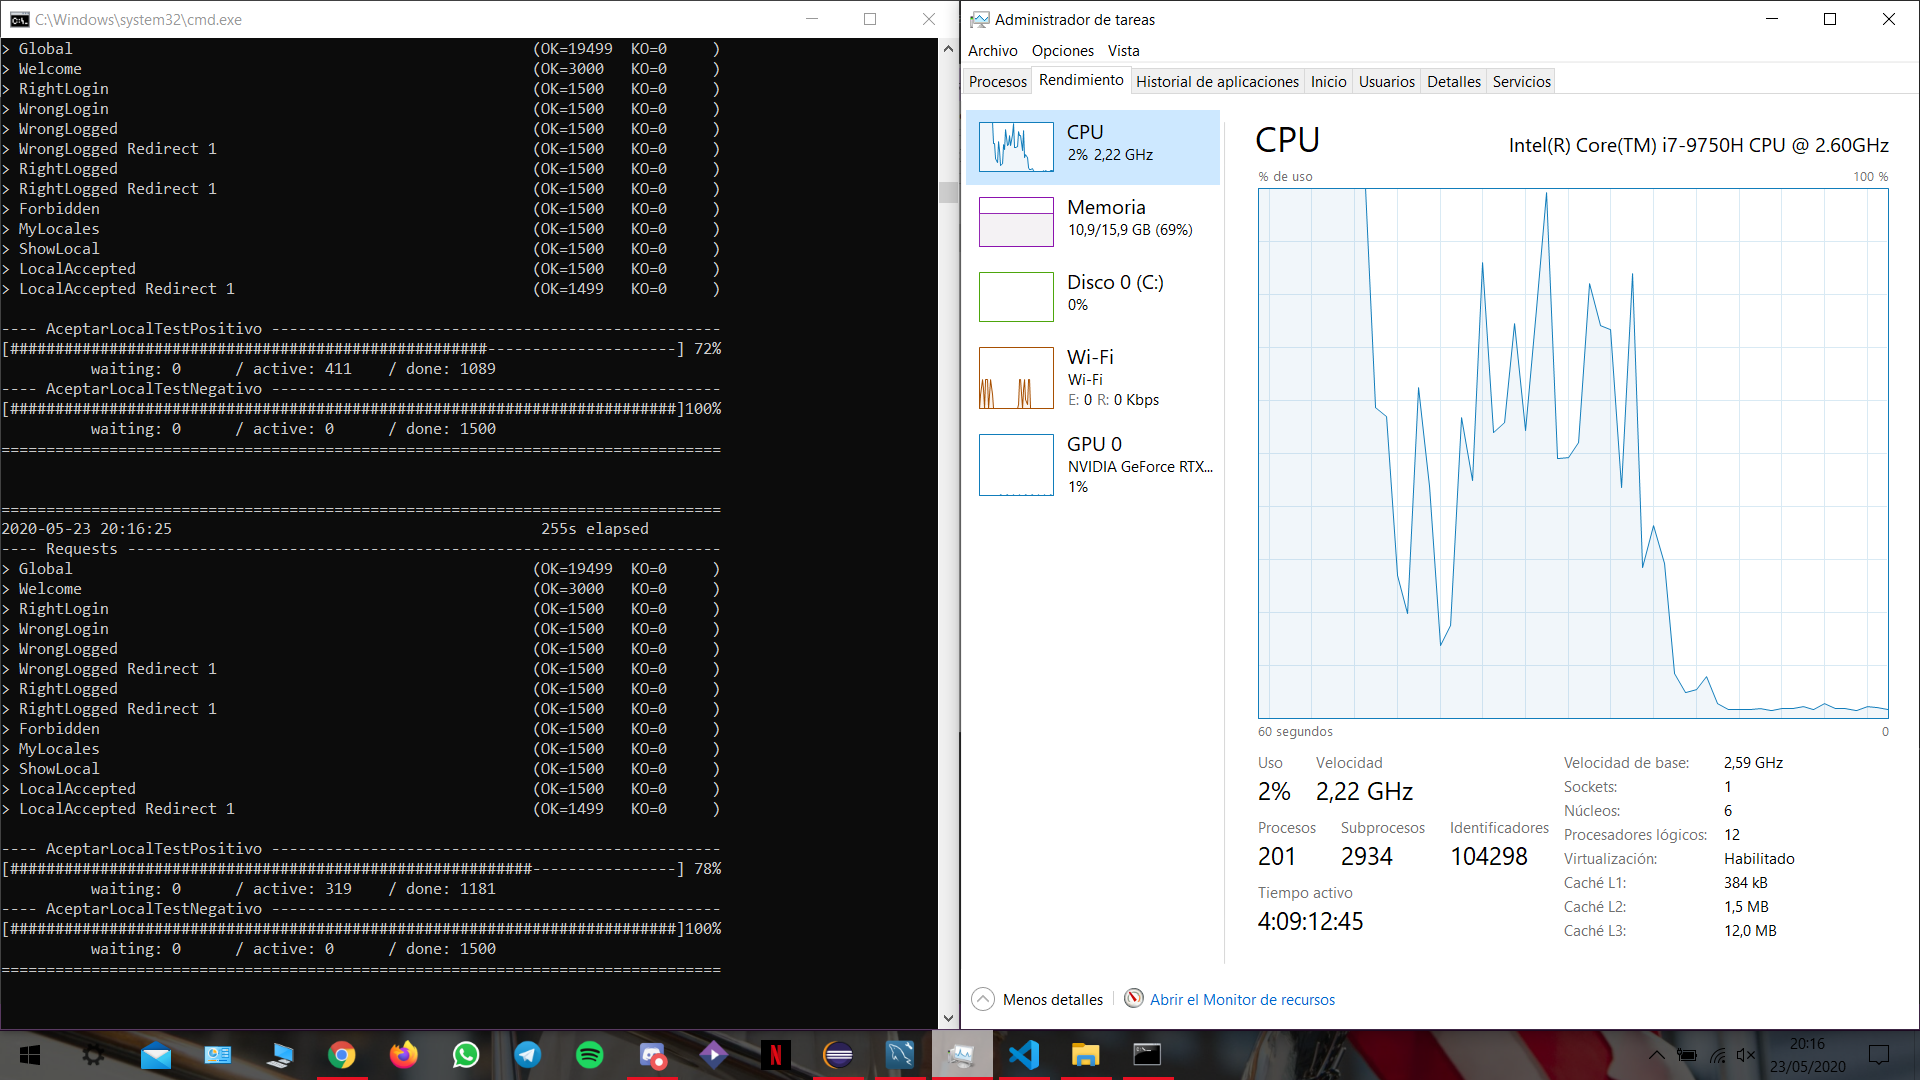 C:\Windows\system32\cmd.exe
> Global (OK=19499 KO=0 )
> Welcome (OK=3000 KO=0 )
> RightLogin (OK=1500 KO=0 )
> WrongLogin (OK=1500 KO=0 )
> WrongLogged (OK=1500 KO=0 )
> WrongLogged Redirect 1 (OK=1500 KO=0 )
> RightLogged (OK=1500 KO=0 )
> RightLogged Redirect 1 (OK=1500 KO=0 )
> Forbidden (OK=1500 KO=0 )
> MyLocales (OK=1500 KO=0 )
> ShowLocal (OK=1500 KO=0 )
> LocalAccepted (OK=1500 KO=0 )
> LocalAccepted Redirect 1 (OK=1499 KO=0 )
---- AceptarLocalTestPositivo --------------------------------------------------
[#####################################################---------------------] 72%
waiting: 0 / active: 411 / done: 1089
---- AceptarLocalTestNegativo --------------------------------------------------
[##########################################################################]100%
waiting: 0 / active: 0 / done: 1500
================================================================================
================================================================================
2020-05-23 20:16:25 255s elapsed
---- Requests ------------------------------------------------------------------
> Global (OK=19499 KO=0 )
> Welcome (OK=3000 KO=0 )
> RightLogin (OK=1500 KO=0 )
> WrongLogin (OK=1500 KO=0 )
> WrongLogged (OK=1500 KO=0 )
> WrongLogged Redirect 1 (OK=1500 KO=0 )
> RightLogged (OK=1500 KO=0 )
> RightLogged Redirect 1 (OK=1500 KO=0 )
> Forbidden (OK=1500 KO=0 )
> MyLocales (OK=1500 KO=0 )
> ShowLocal (OK=1500 KO=0 )
> LocalAccepted (OK=1500 KO=0 )
> LocalAccepted Redirect 1 (OK=1499 KO=0 )
---- AceptarLocalTestPositivo --------------------------------------------------
[##########################################################----------------] 78%
waiting: 0 / active: 319 / done: 1181
---- AceptarLocalTestNegativo --------------------------------------------------
[##########################################################################]100%
waiting: 0 / active: 0 / done: 1500
================================================================================
Administrador de tareas
Archivo Opciones Vista
Procesos Rendimiento Historial de aplicaciones Inicio Usuarios Detalles Servicios
CPU
2% 2,22 GHz
Memoria
10,9/15,9 GB (69%)
Disco 0 (C:)
0%
Wi-Fi
Wi-Fi
E: 0 R: 0 Kbps
GPU 0
NVIDIA GeForce RTX...
1%
CPU Intel(R) Core(TM) i7-9750H CPU @ 2.60GHz
% de uso 100 %
60 segundos 0
Uso Velocidad
2% 2,22 GHz
Procesos Subprocesos Identificadores
201 2934 104298
Tiempo activo
4:09:12:45
Velocidad de base: 2,59 GHz
Sockets: 1
Núcleos: 6
Procesadores lógicos: 12
Virtualización: Habilitado
Caché L1: 384 kB
Caché L2: 1,5 MB
Caché L3: 12,0 MB
Menos detalles Abrir el Monitor de recursos
20:16
23/05/2020